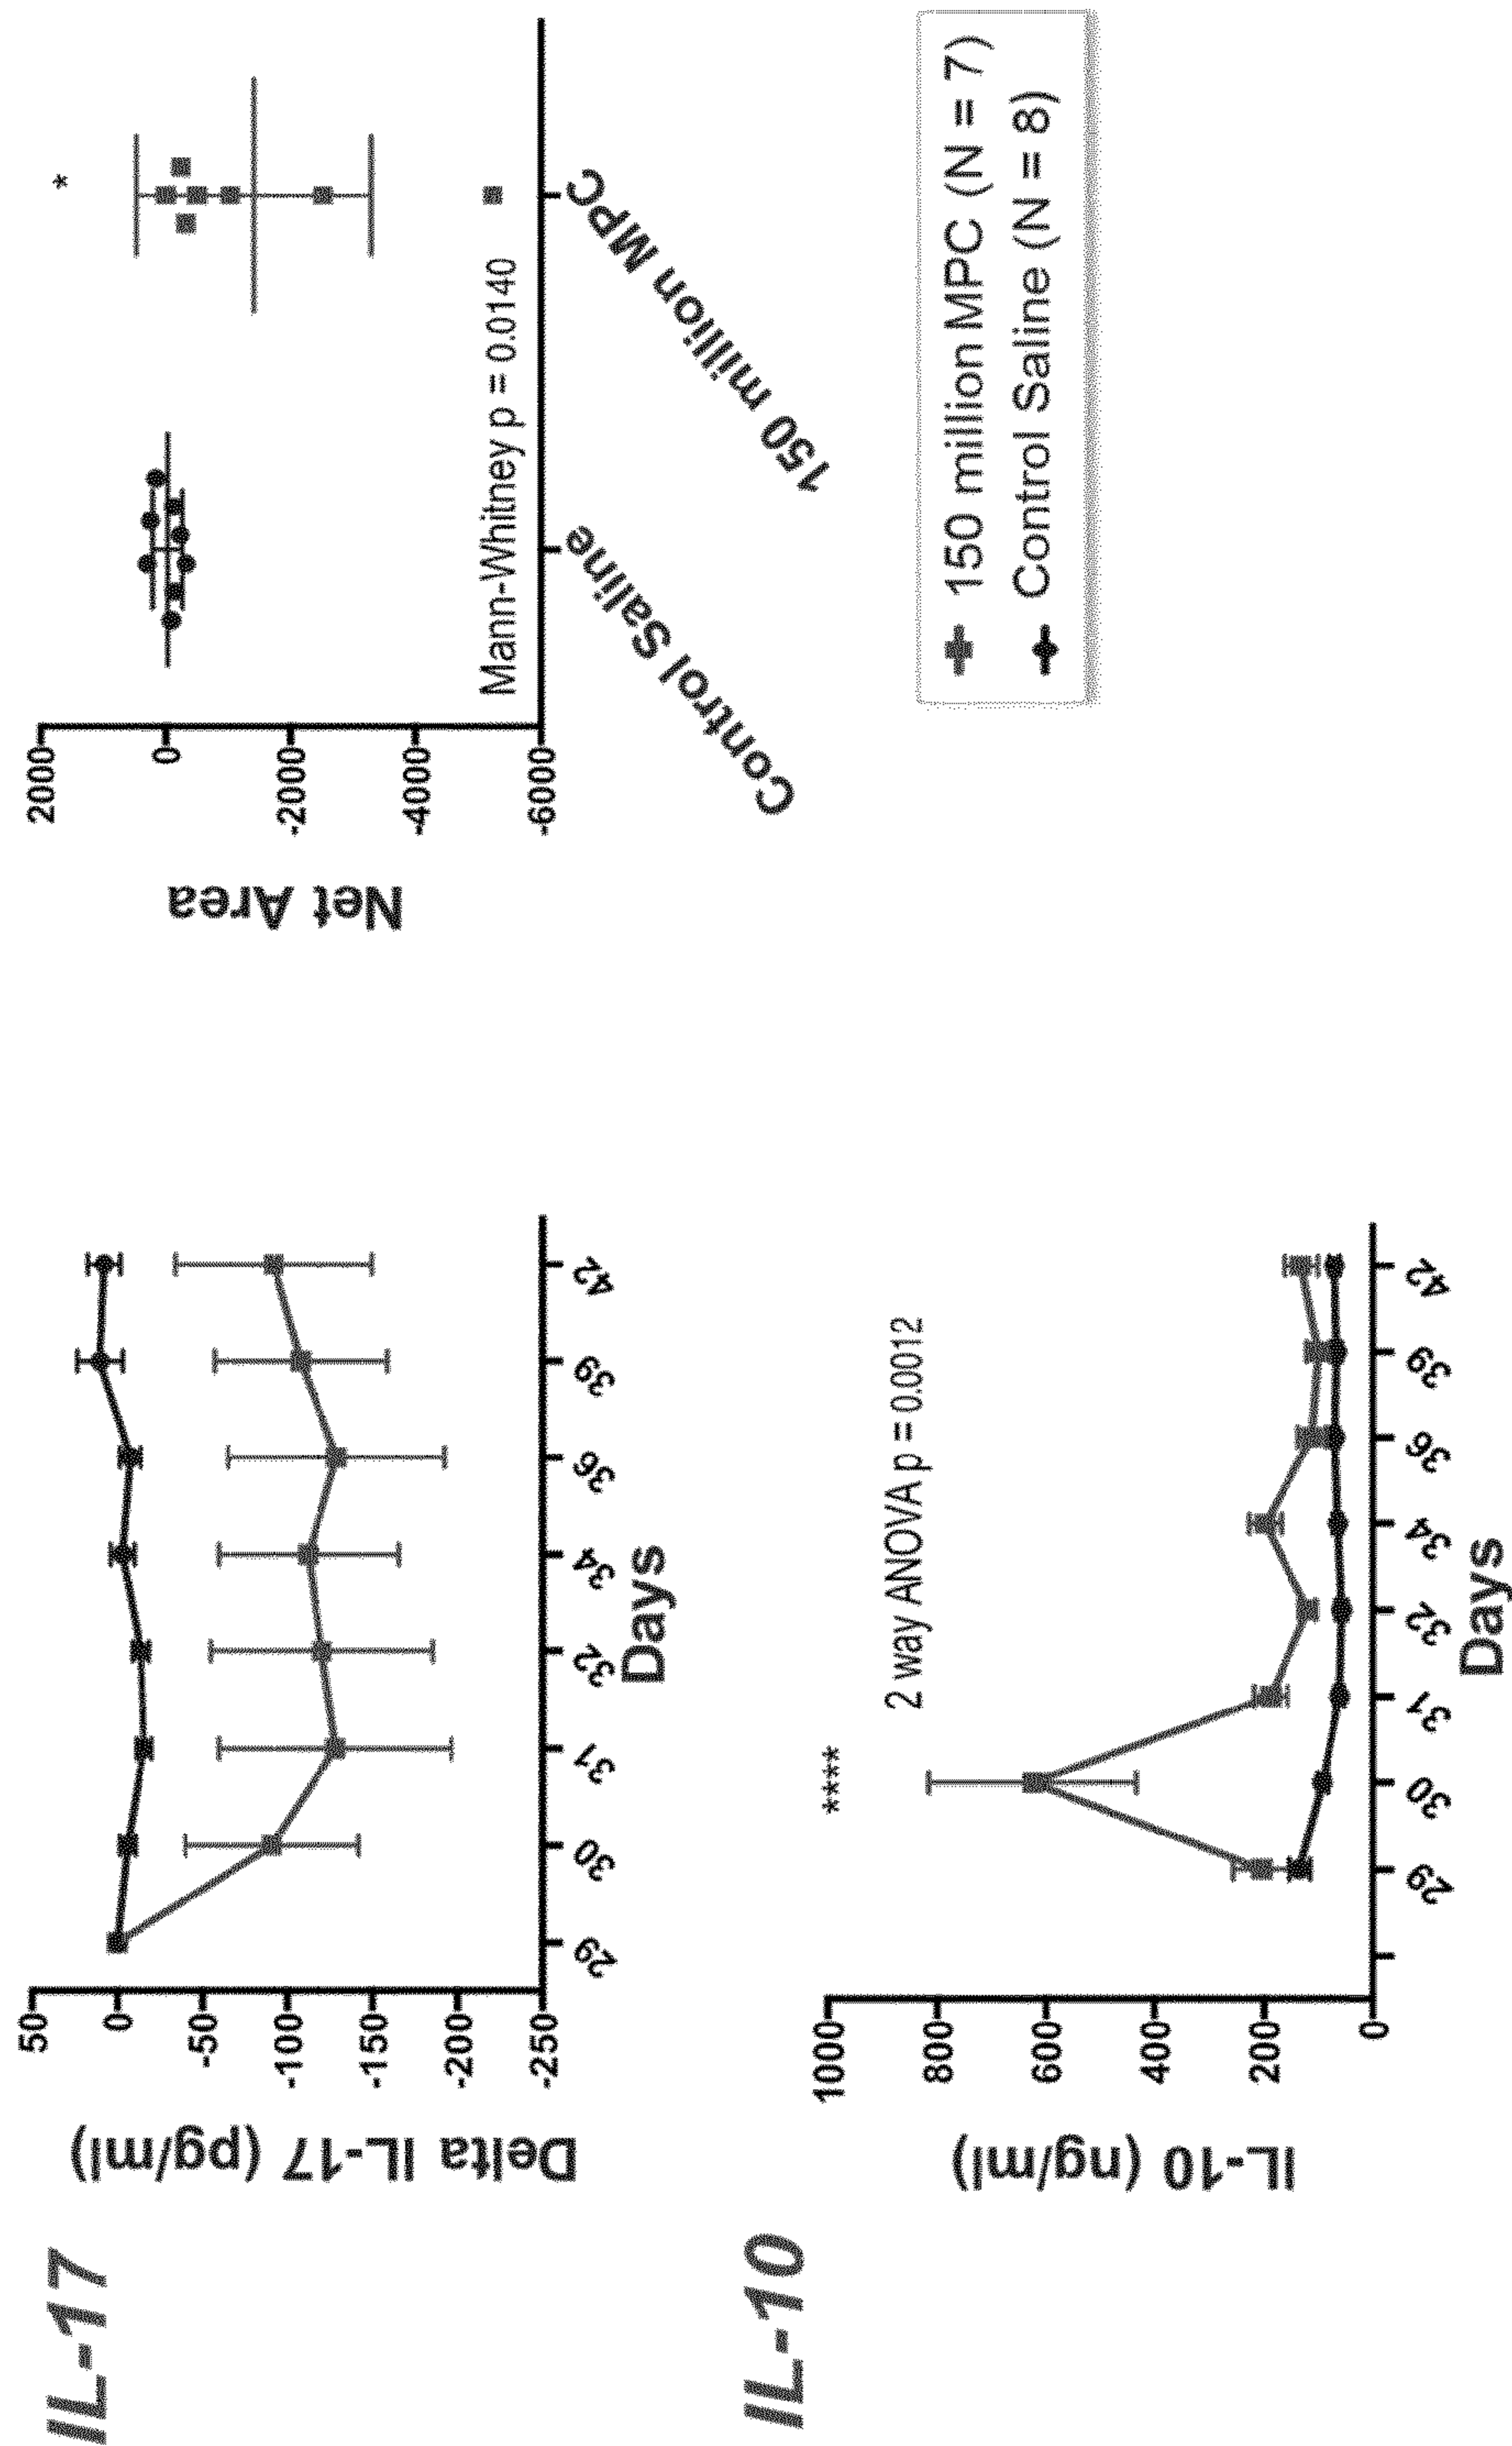 IL-17
Delta IL-17 (pg/ml)
50
0
-50
-100
-150
-200
-250
29
30
31
32
34
36
39
42
Days
Net Area
2000
0
-2000
-4000
-6000
*
Mann-Whitney p = 0.0140
Control Saline
150 million MPC
IL-10
IL-10 (ng/ml)
1000
800
600
400
200
0
****
2 way ANOVA p = 0.0012
29
30
31
32
34
36
39
42
Days
150 million MPC (N = 7)
Control Saline (N = 8)